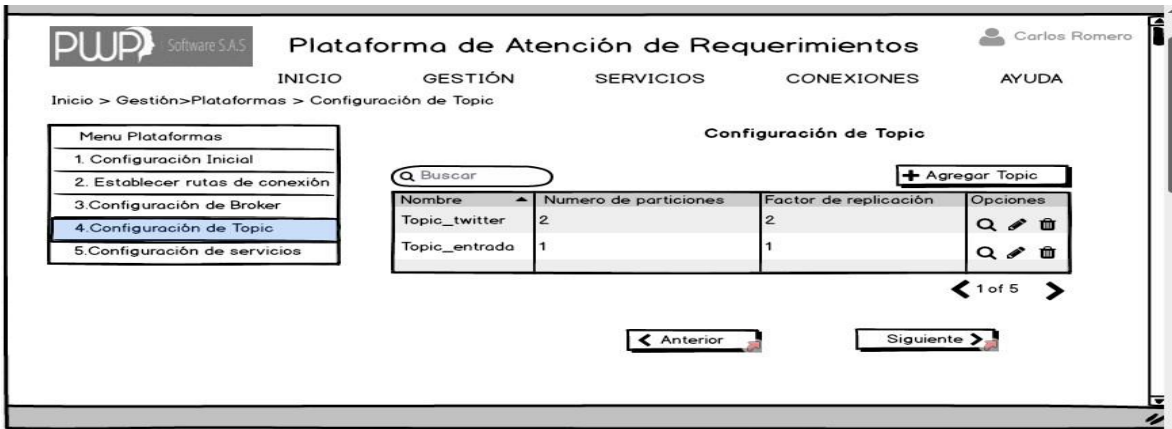 PWP Software S.A.S
Plataforma de Atención de Requerimientos
Carlos Romero
INICIO GESTIÓN SERVICIOS CONEXIONES AYUDA
Inicio > Gestión>Plataformas > Configuración de Topic
Menu Plataformas
1. Configuración Inicial
2. Establecer rutas de conexión
3.Configuración de Broker
4.Configuración de Topic
5.Configuración de servicios
Configuración de Topic
Buscar
Agregar Topic
Nombre Numero de particiones Factor de replicación Opciones
Topic_twitter 2 2
Topic_entrada 1 1
1 of 5
Anterior Siguiente